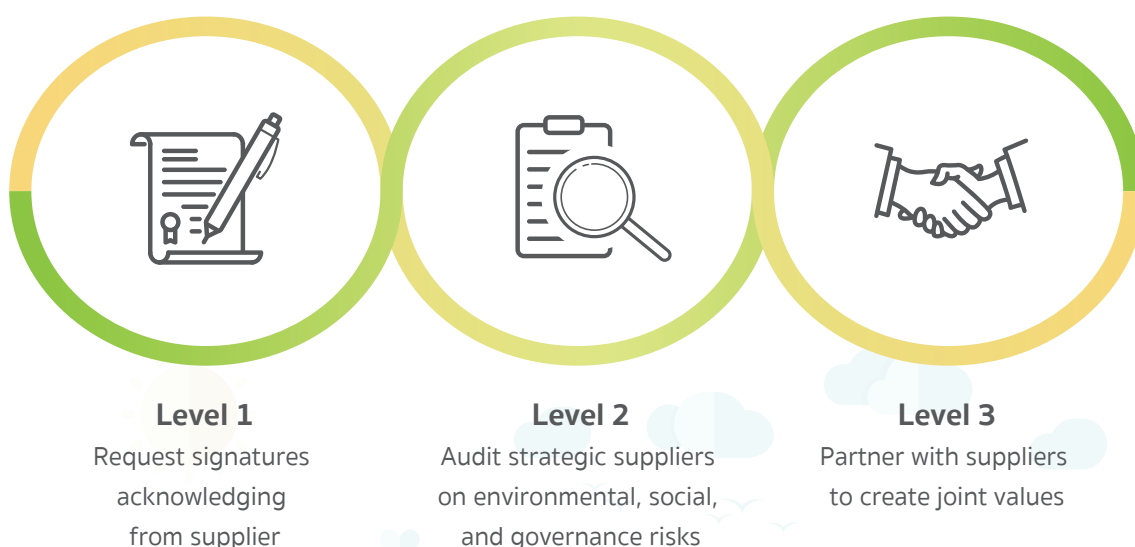 Level 1
Request signatures
acknowledging
from supplier
Level 2
Audit strategic suppliers
on environmental, social,
and governance risks
Level 3
Partner with suppliers
to create joint values